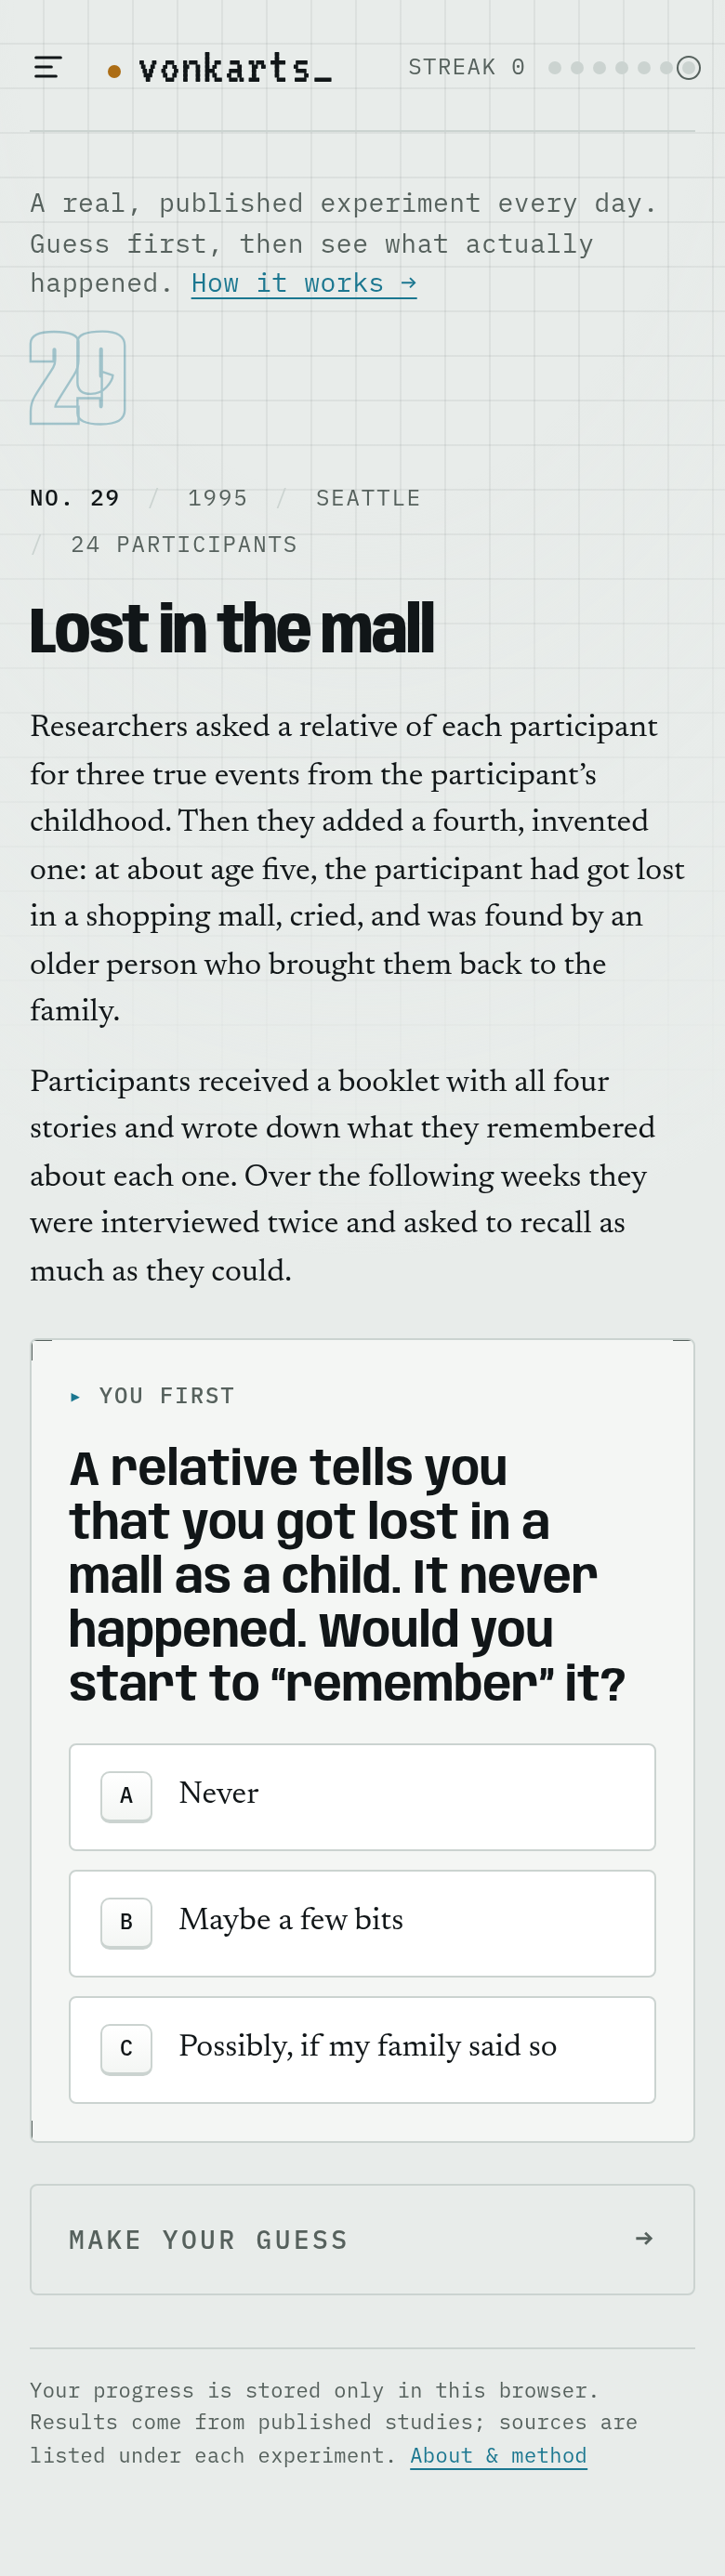 vonkarts_ STREAK 0
A real, published experiment every day.
Guess first, then see what actually
happened. How it works →
29
NO. 29 / 1995 / SEATTLE
/ 24 PARTICIPANTS
Lost in the mall
Researchers asked a relative of each participant
for three true events from the participant’s
childhood. Then they added a fourth, invented
one: at about age five, the participant had got lost
in a shopping mall, cried, and was found by an
older person who brought them back to the
family.
Participants received a booklet with all four
stories and wrote down what they remembered
about each one. Over the following weeks they
were interviewed twice and asked to recall as
much as they could.
▸ YOU FIRST
A relative tells you
that you got lost in a
mall as a child. It never
happened. Would you
start to “remember” it?
A Never
B Maybe a few bits
C Possibly, if my family said so
MAKE YOUR GUESS →
Your progress is stored only in this browser.
Results come from published studies; sources are
listed under each experiment. About & method